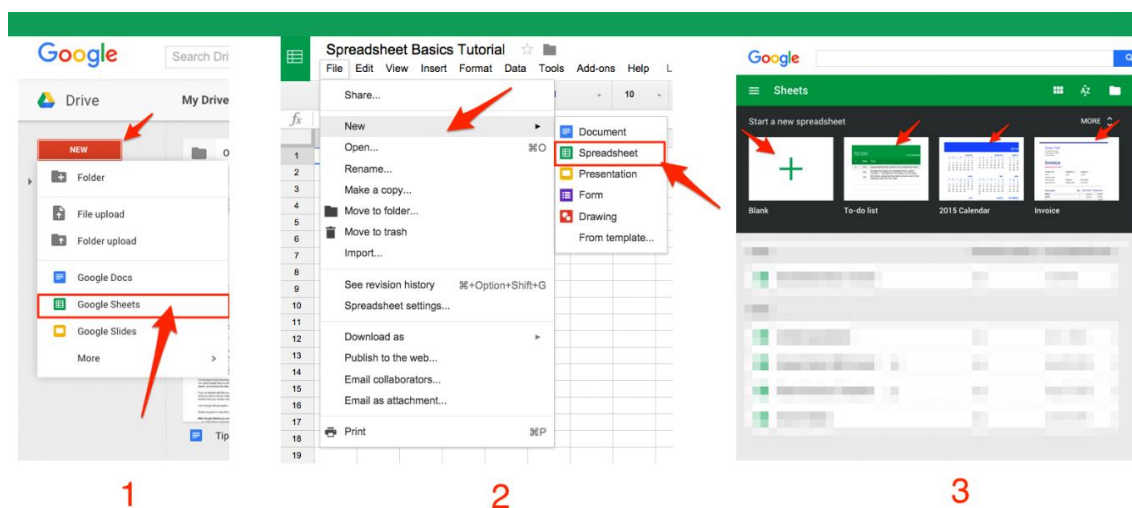 Google
Search Dri
Drive
My Drive
NEW
Folder
File upload
Folder upload
Google Docs
Google Sheets
Google Slides
More >
Tip
1
Spreadsheet Basics Tutorial
File Edit View Insert Format Data Tools Add-ons Help L
10
fx
Share...
New
Open... ⌘O
Rename...
Make a copy...
Move to folder...
Move to trash
Import...
See revision history ⌘+Option+Shift+G
Spreadsheet settings...
Download as
Publish to the web...
Email collaborators...
Email as attachment...
Print ⌘P
Document
Spreadsheet
Presentation
Form
Drawing
From template...
1
2
3
4
5
6
7
8
9
10
11
12
13
14
15
16
17
18
19
2
Google
Sheets
AZ
Start a new spreadsheet
MORE
TO DO
2015
Invoice
Blank
To-do list
2015 Calendar
Invoice
3